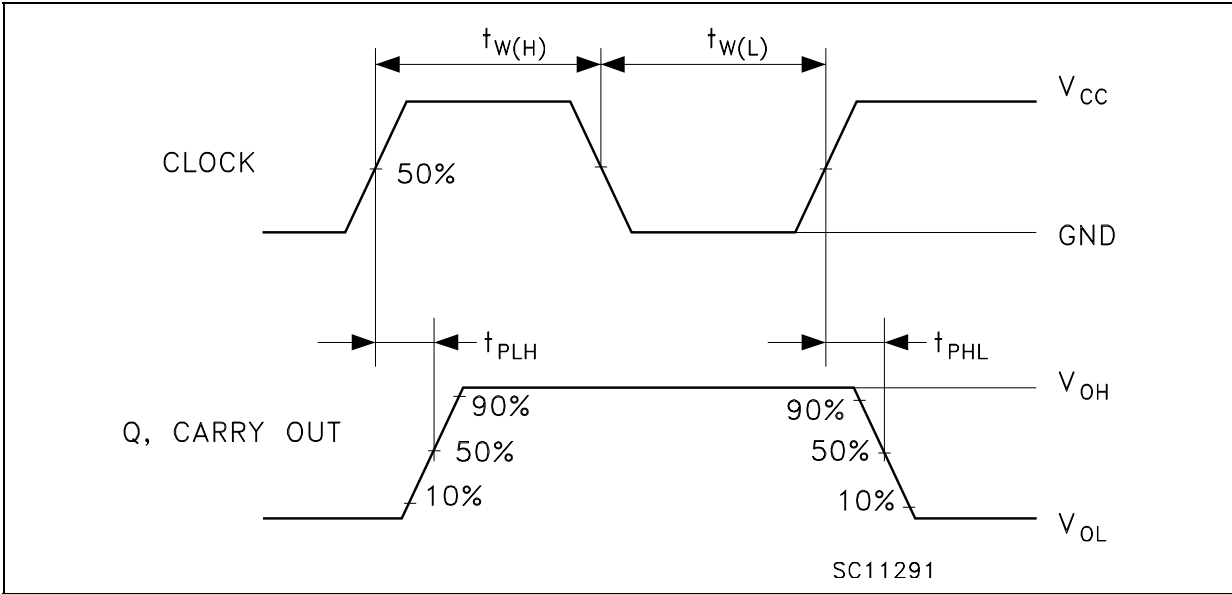 tW(H)
tW(L)
VCC
CLOCK
50%
GND
tPLH
tPHL
VOH
90%
90%
Q, CARRY OUT
50%
50%
10%
10%
VOL
SC11291